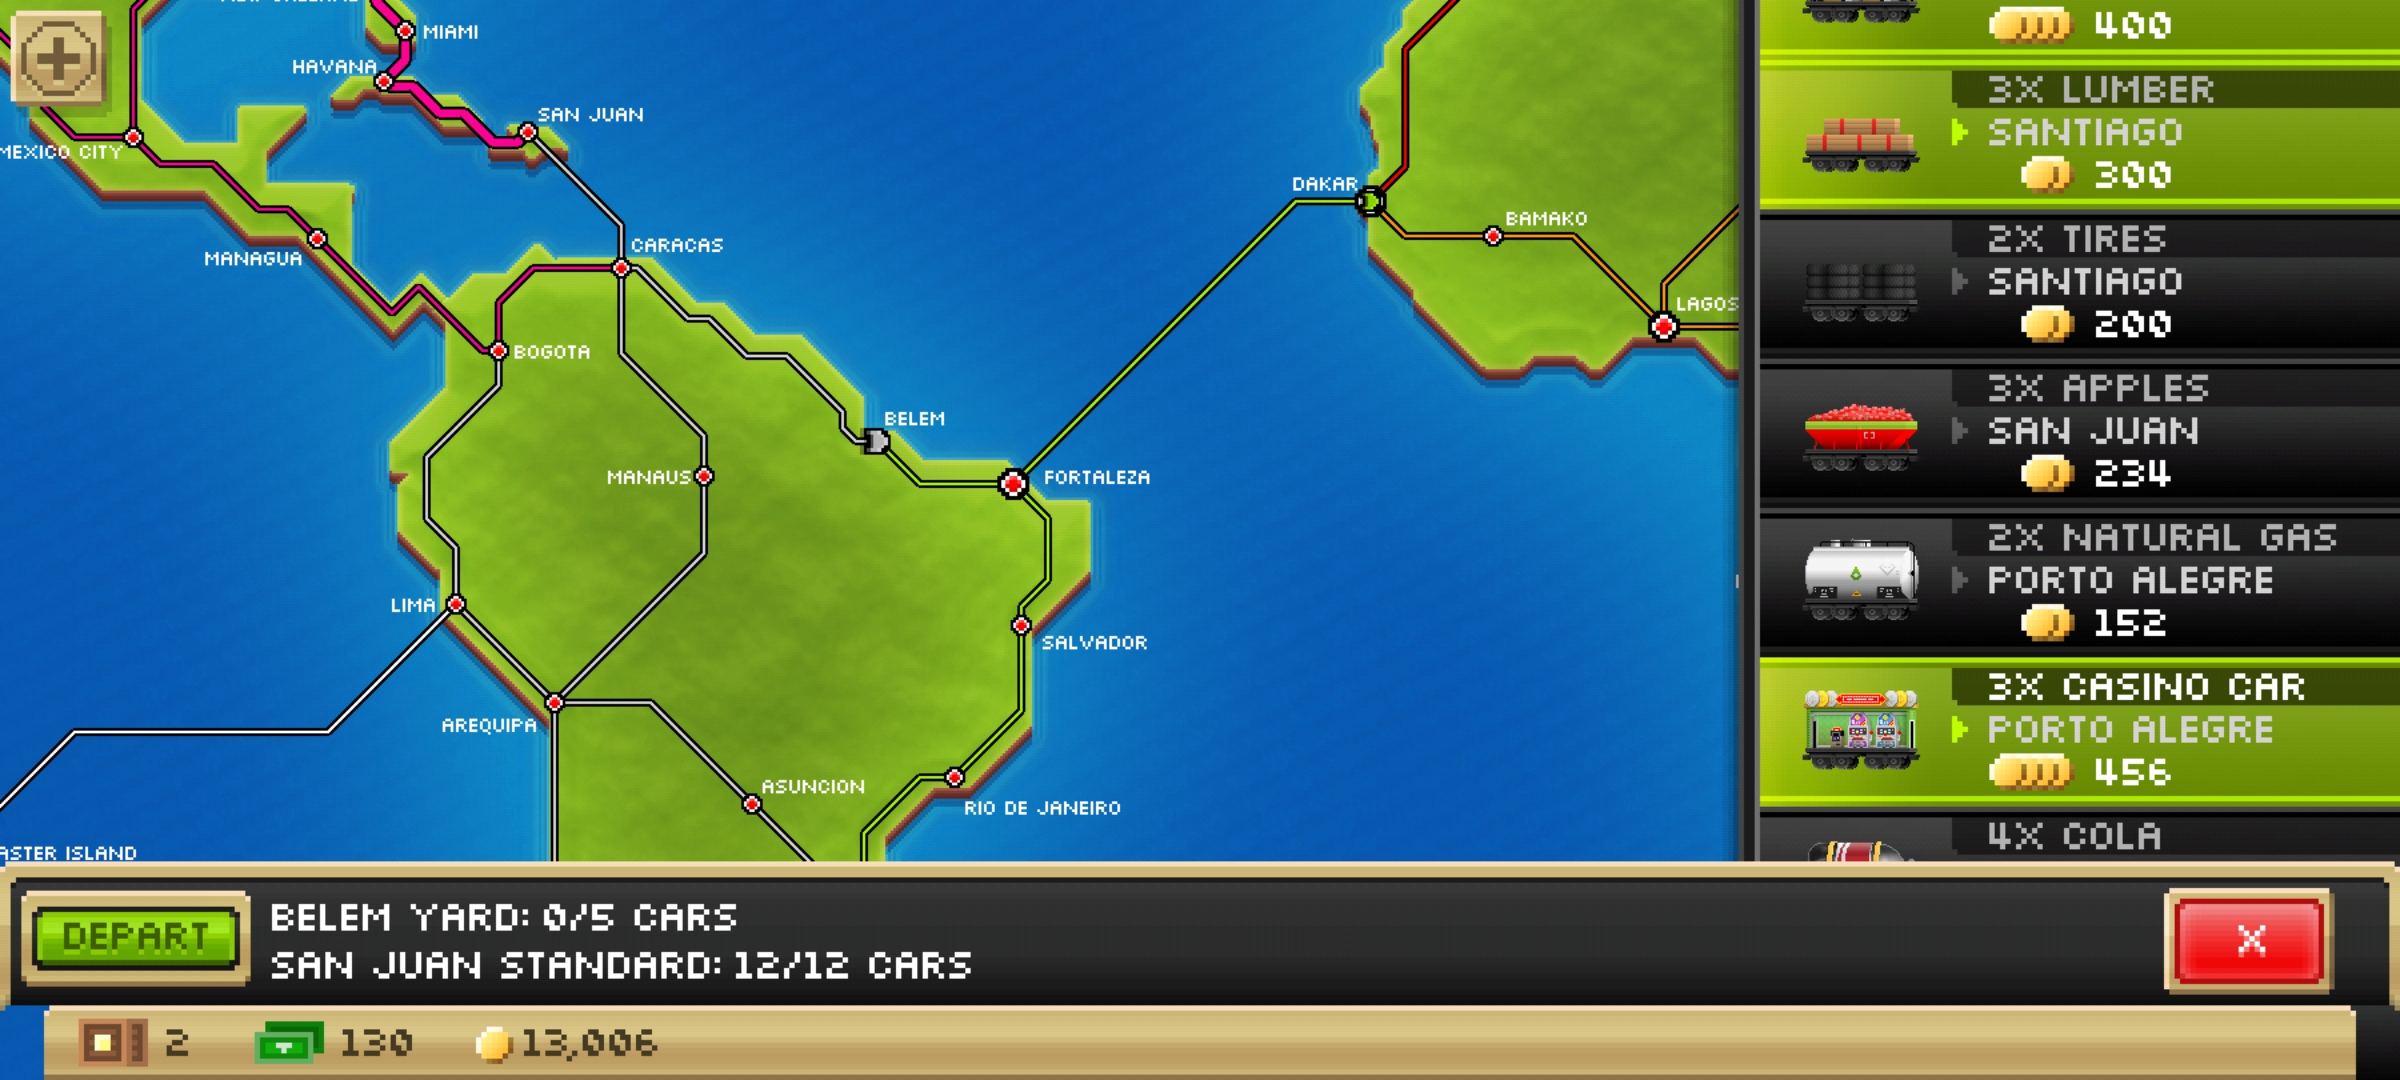 MIAMI
HAVANA
SAN JUAN
MEXICO CITY
MANAGUA
CARACAS
BOGOTA
BELEM
MANAUS
FORTALEZA
DAKAR
BAMAKO
LAGOS
LIMA
SALVADOR
AREQUIPA
ASUNCION
RIO DE JANEIRO
ASTER ISLAND
400
3X LUMBER
SANTIAGO
300
2X TIRES
SANTIAGO
200
3X APPLES
SAN JUAN
234
2X NATURAL GAS
PORTO ALEGRE
152
3X CASINO CAR
PORTO ALEGRE
456
4X COLA
DEPART
BELEM YARD: 0/5 CARS
SAN JUAN STANDARD: 12/12 CARS
X
2
130
13,006